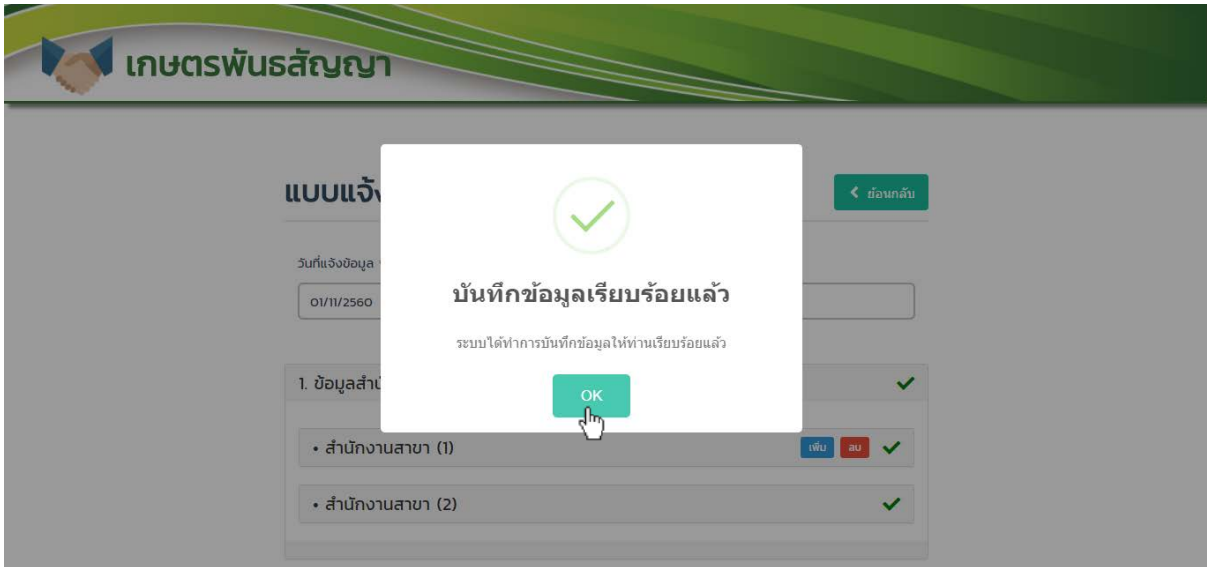 เกษตรพันธสัญญา
แบบแจ้ง
ย้อนกลับ
วันที่แจ้งข้อมูล
01/11/2560
บันทึกข้อมูลเรียบร้อยแล้ว
ระบบได้ทำการบันทึกข้อมูลให้ท่านเรียบร้อยแล้ว
OK
1. ข้อมูลสำนั
• สำนักงานสาขา (1) เพิ่ม ลบ
• สำนักงานสาขา (2)